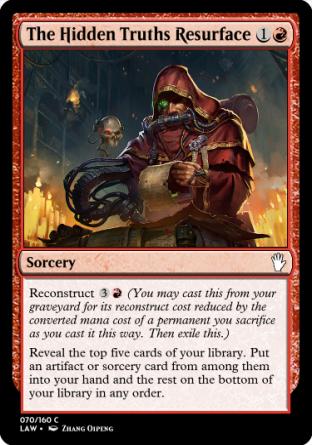 The Hidden Truths Resurface 1
Sorcery
Reconstruct 3 (You may cast this from your
graveyard for its reconstruct cost reduced by the
converted mana cost of a permanent you sacrifice
as you cast it this way. Then exile this.)
Reveal the top five cards of your library. Put
an artifact or sorcery card from among them
into your hand and the rest on the bottom of
your library in any order.
070/160 C
LAW • Zhang Qipeng